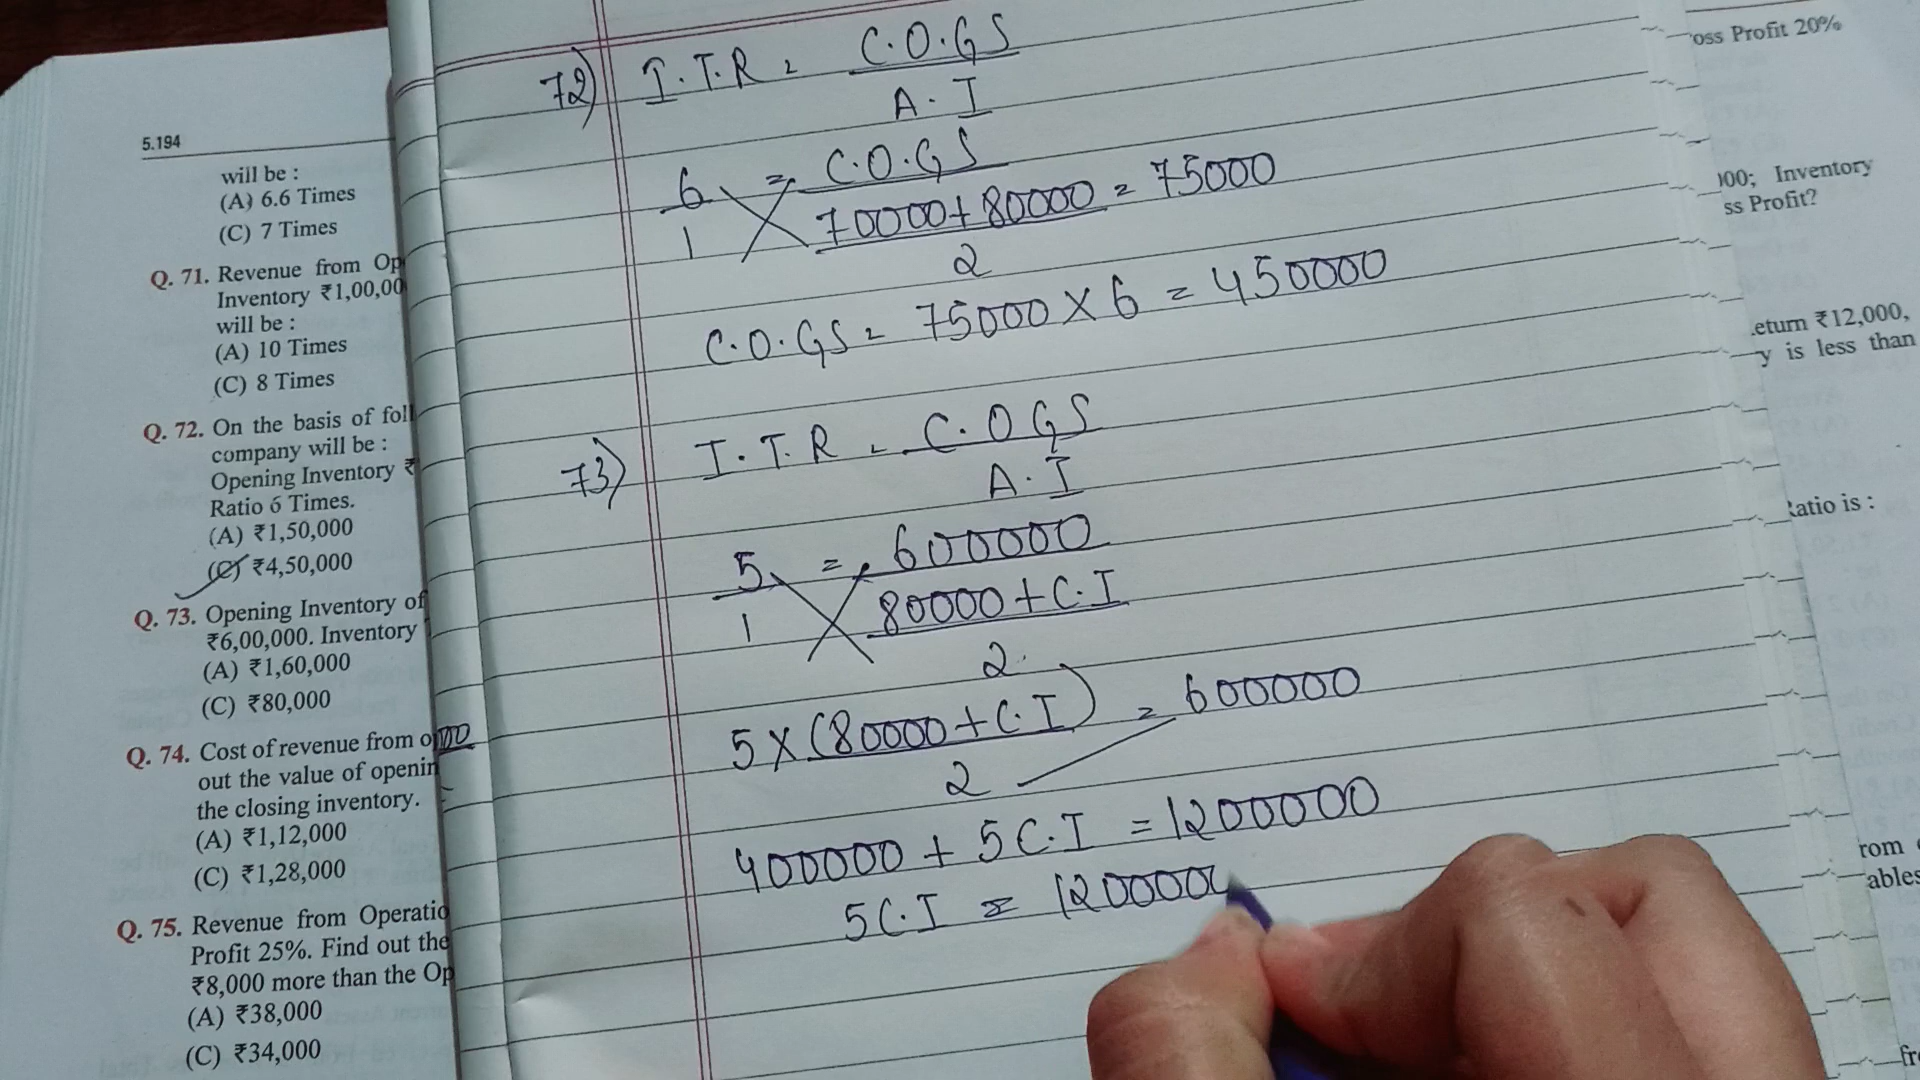 5.194
will be :
(A) 6.6 Times
(C) 7 Times
Q. 71. Revenue from Op
Inventory ₹1,00,00
will be :
(A) 10 Times
(C) 8 Times
Q. 72. On the basis of foll
company will be :
Opening Inventory ₹
Ratio 6 Times.
(A) ₹1,50,000
(C) ₹4,50,000
Q. 73. Opening Inventory of
₹6,00,000. Inventory
(A) ₹1,60,000
(C) ₹80,000
Q. 74. Cost of revenue from o
out the value of openin
the closing inventory.
(A) ₹1,12,000
(C) ₹1,28,000
Q. 75. Revenue from Operatio
Profit 25%. Find out the
₹8,000 more than the Op
(A) ₹38,000
(C) ₹34,000
72) I.T.R = C.O.G S
A.I
6 = C.O.G S
1 70000+80000 = 75000
2
C.O.G S = 75000 X 6 = 450000
73) I.T.R = C.O G S
A.I
5 = 600000
1 80000+C.I
2
5 X (80000+C.I) = 600000
2
400000 + 5C.I = 1200000
5C.I = 120000
oss Profit 20%
000; Inventory
ss Profit?
eturn ₹12,000,
y is less than
Ratio is :
rom
ables
fr